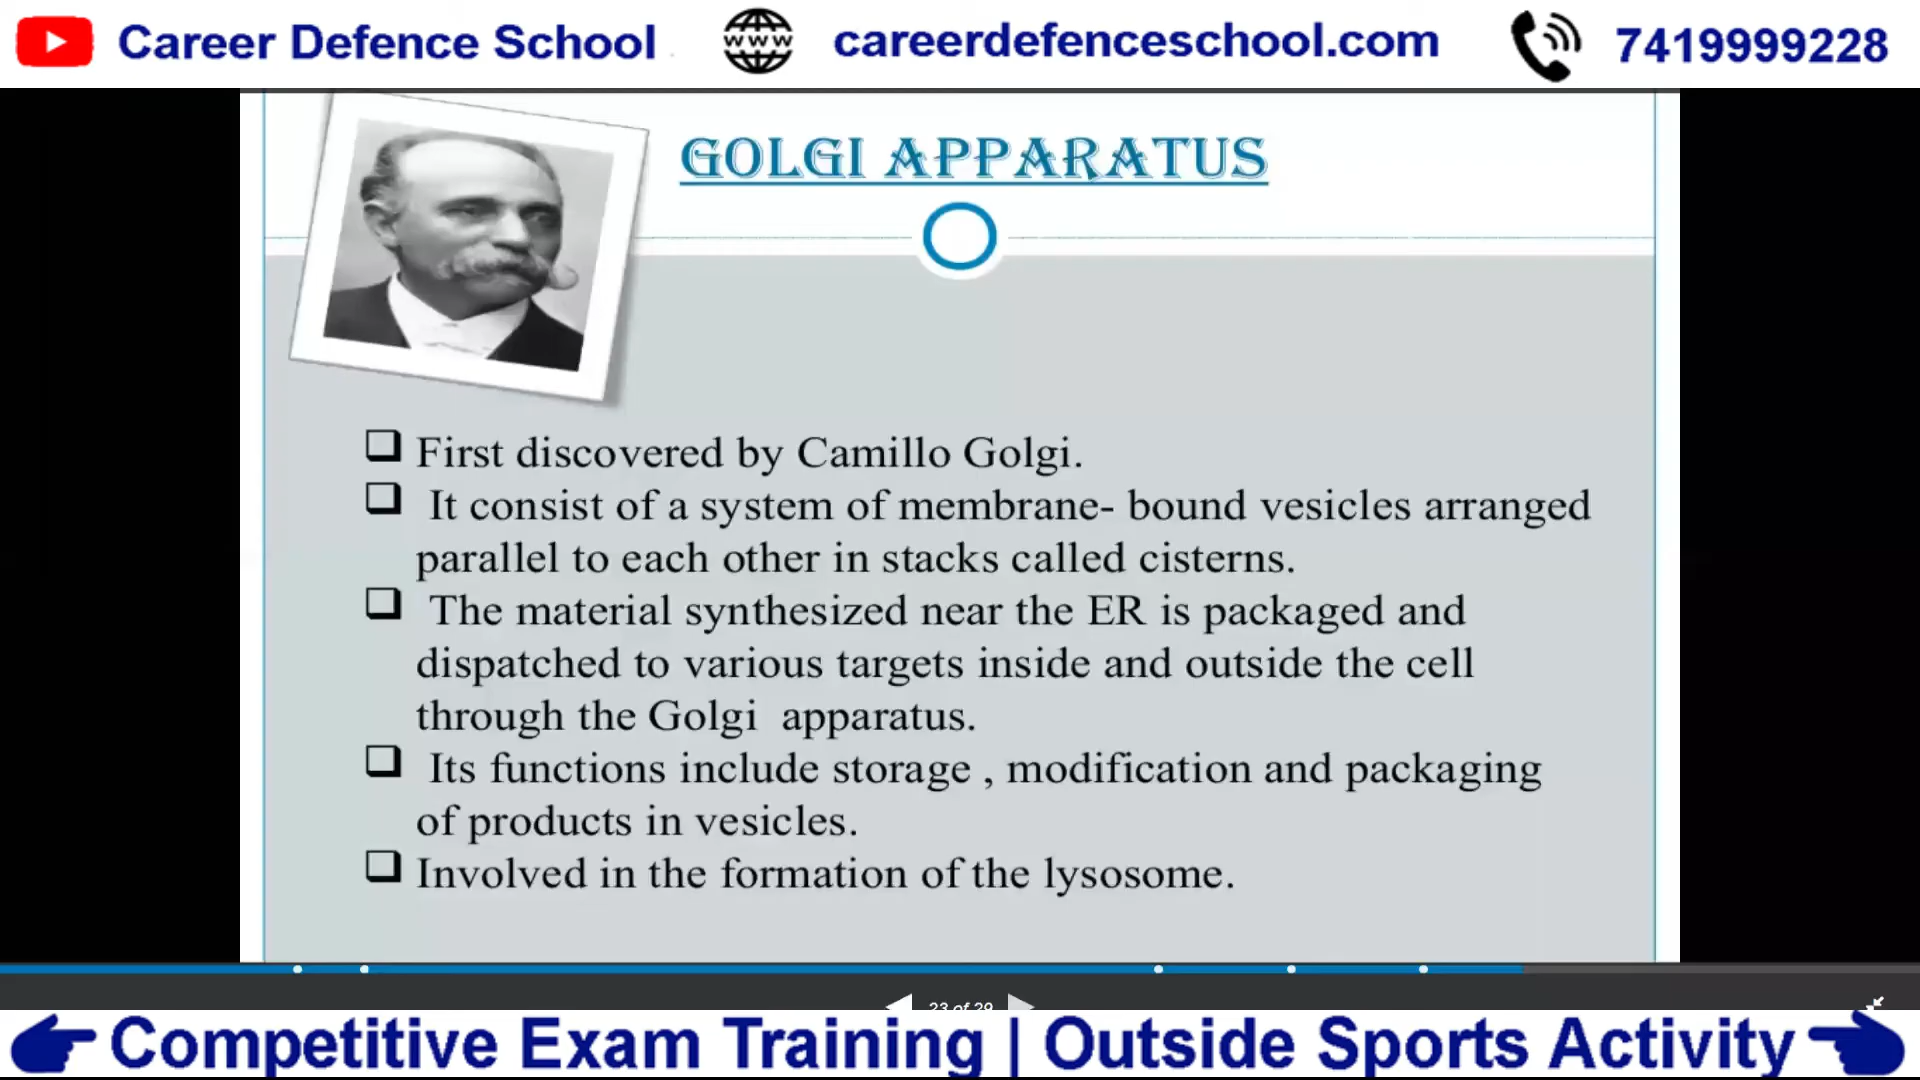 Career Defence School
www
careerdefenceschool.com
7419999228
GOLGI APPARATUS
First discovered by Camillo Golgi.
It consist of a system of membrane- bound vesicles arranged
parallel to each other in stacks called cisterns.
The material synthesized near the ER is packaged and
dispatched to various targets inside and outside the cell
through the Golgi apparatus.
Its functions include storage , modification and packaging
of products in vesicles.
Involved in the formation of the lysosome.
23 of 29
Competitive Exam Training | Outside Sports Activity